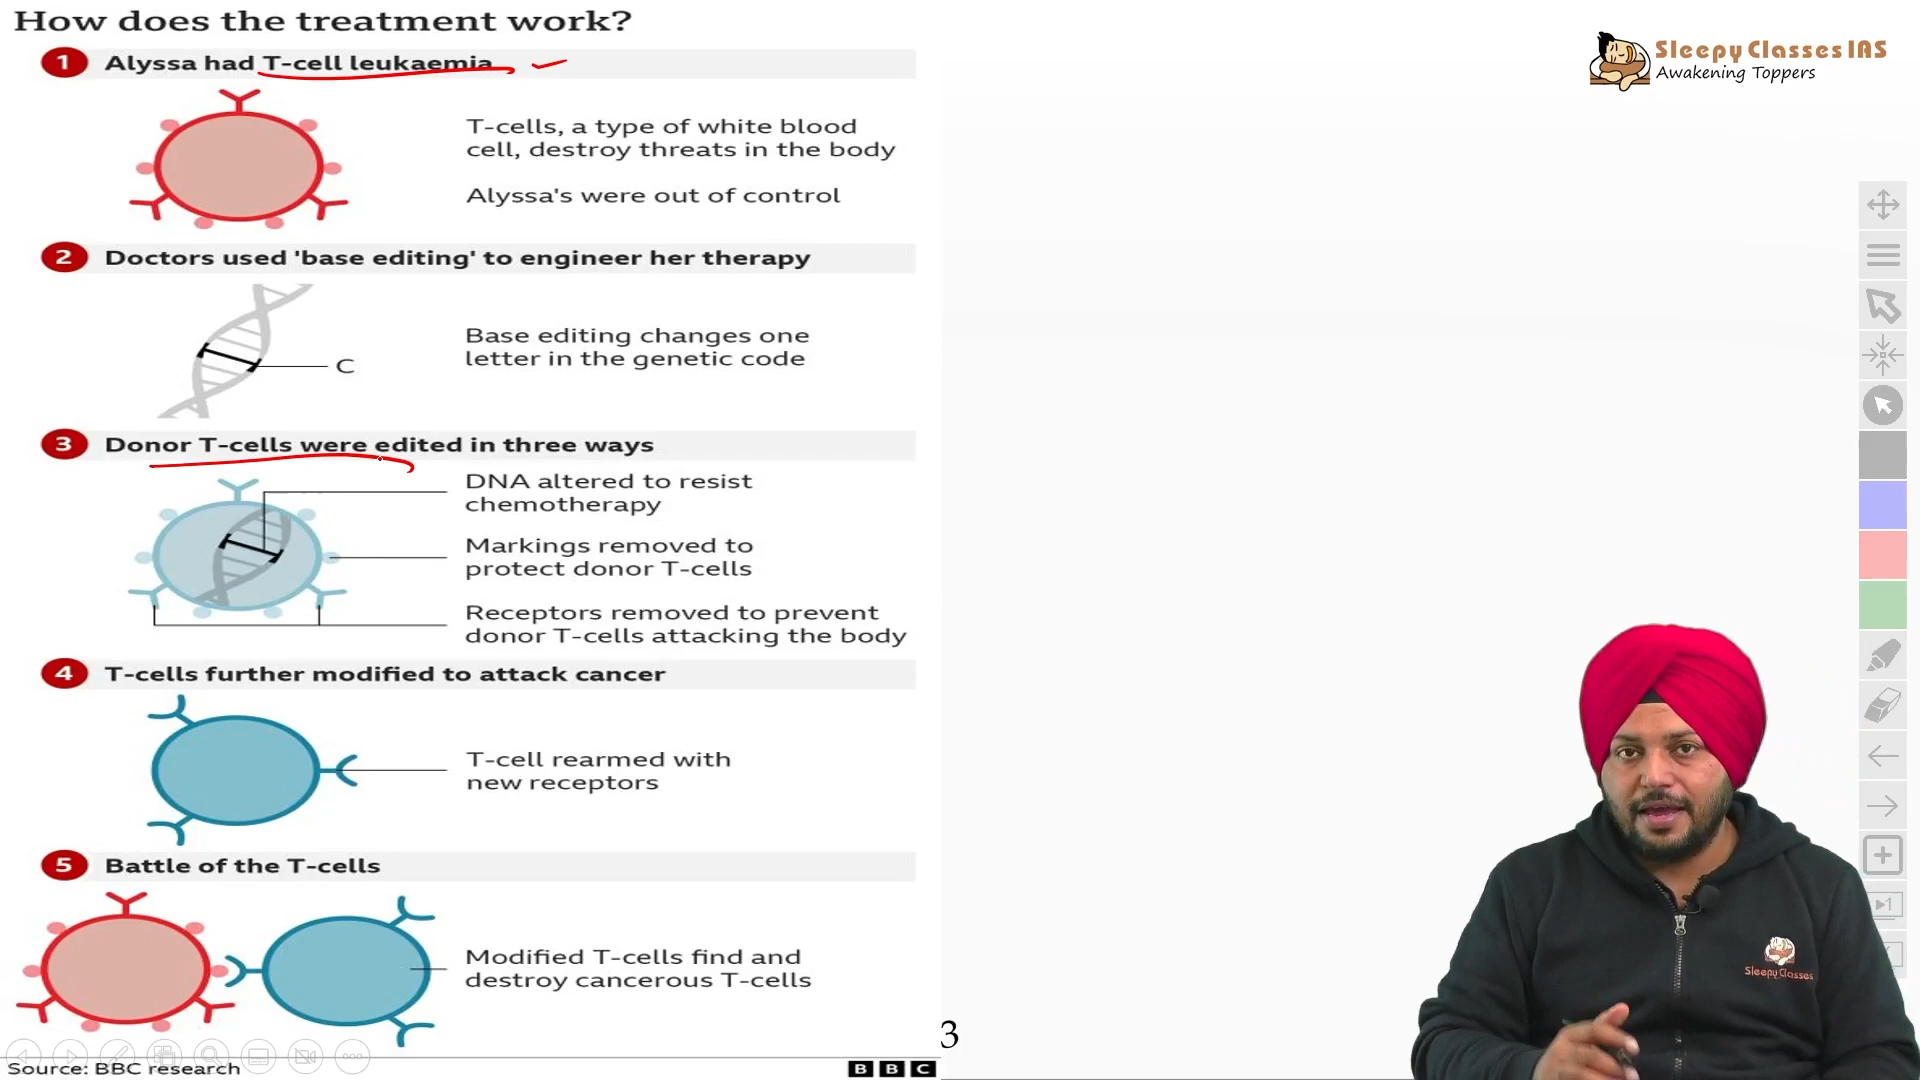 How does the treatment work?
1 Alyssa had T-cell leukaemia
T-cells, a type of white blood
cell, destroy threats in the body
Alyssa's were out of control
2 Doctors used 'base editing' to engineer her therapy
C
Base editing changes one
letter in the genetic code
3 Donor T-cells were edited in three ways
DNA altered to resist
chemotherapy
Markings removed to
protect donor T-cells
Receptors removed to prevent
donor T-cells attacking the body
4 T-cells further modified to attack cancer
T-cell rearmed with
new receptors
5 Battle of the T-cells
Modified T-cells find and
destroy cancerous T-cells
Source: BBC research
BBC
3
Sleepy Classes IAS
Awakening Toppers
1
Sleepy Classes